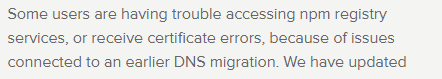 Some users are having trouble accessing npm registry
services, or receive certificate errors, because of issues
connected to an earlier DNS migration. We have updated